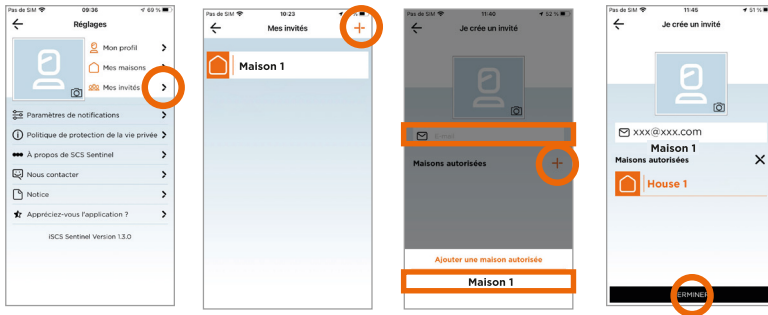 Pas de SIM 09:36 69 %
Réglages
Mon profil
Mes maisons
Mes invités
Paramètres de notifications
Politique de protection de la vie privée
À propos de SCS Sentinel
Nous contacter
Notice
Appréciez-vous l'application ?
iSCS Sentinel Version 1.3.0
Pas de SIM 10:23 %
Mes invités
Maison 1
Pas de SIM 11:40 52 %
Je crée un invité
E-mail
Maisons autorisées
Ajouter une maison autorisée
Maison 1
Pas de SIM 11:45 51 %
Je crée un invité
xxx@xxx.com
Maison 1
Maisons autorisées
House 1
TERMINER